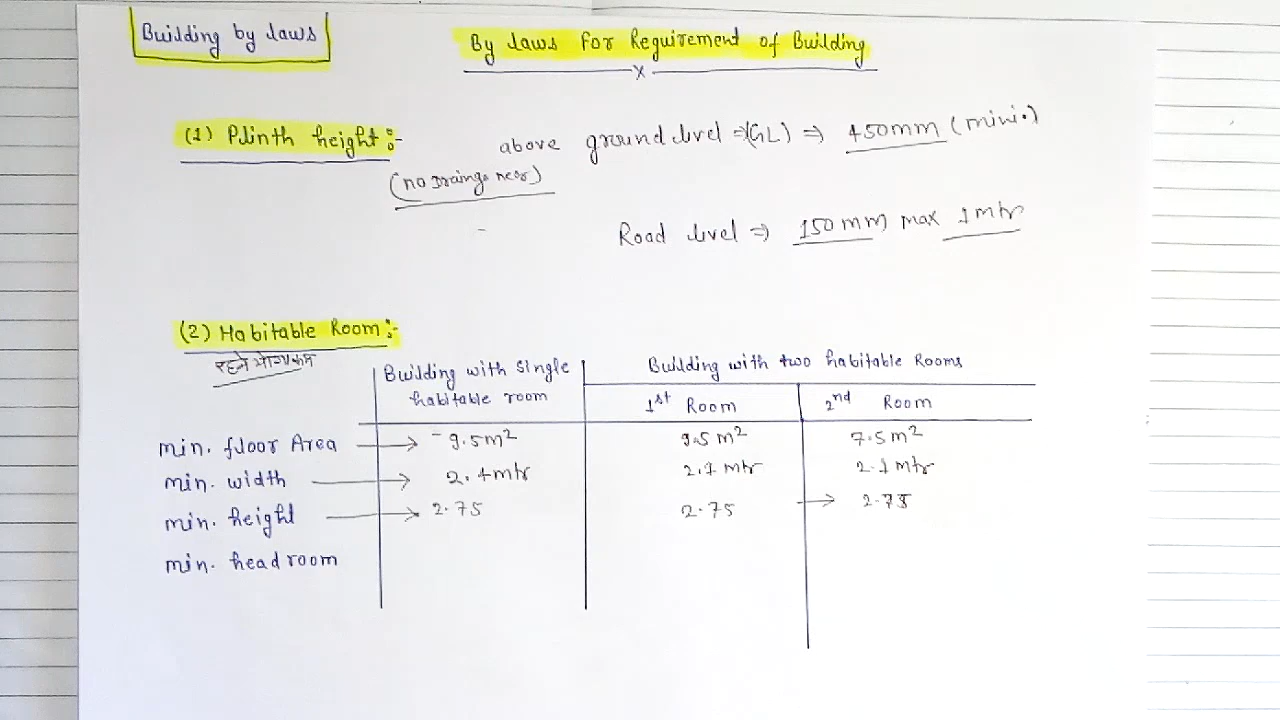 Building by laws
By laws For Requirement of Building
x
(1) Plinth height:-
above ground level ⇒(GL) ⇒ 450mm (mini.)
(no near)
Road level ⇒ 150mm max 1mtr
(2) Habitable Room:-
रहने योग्य
Building with single habitable room
Building with two habitable Rooms
1st Room
2nd Room
min. floor Area → 9.5m² 9.5m² 7.5m²
min. width → 2.4mtr 2.4mtr 2.1mtr
min. height → 2.75 2.75 → 2.75
min. head room